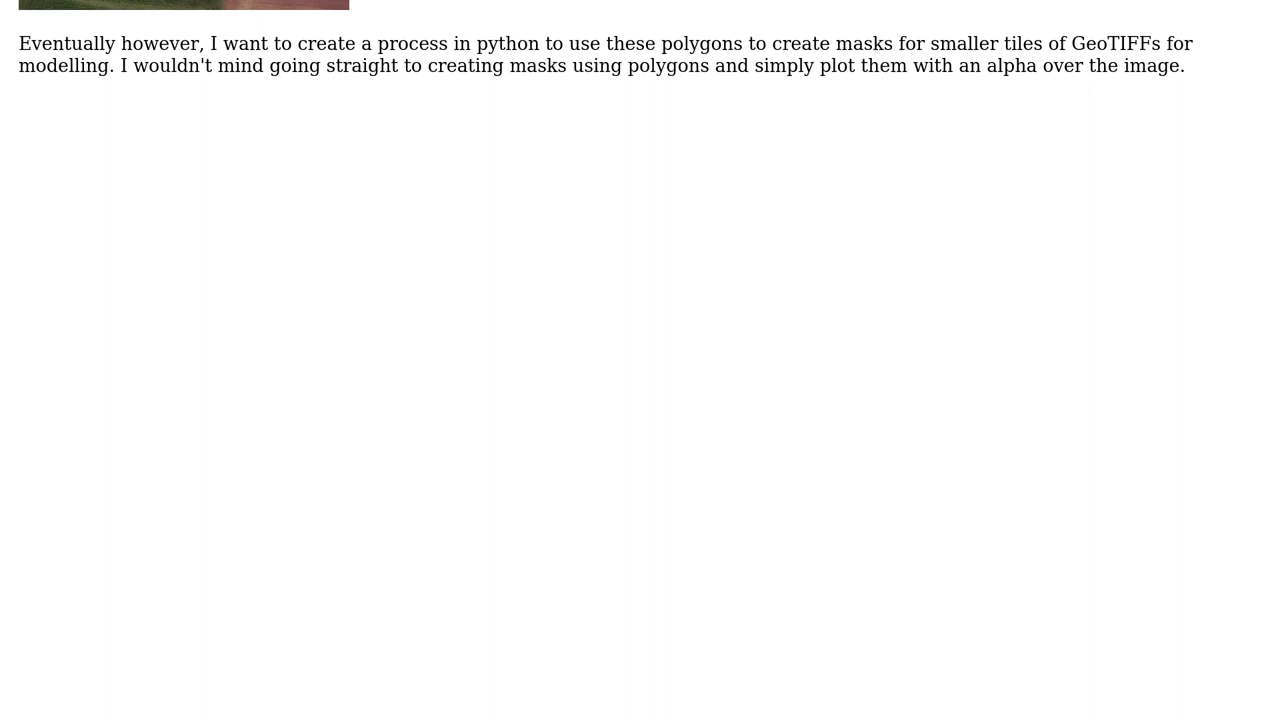 Eventually however, I want to create a process in python to use these polygons to create masks for smaller tiles of GeoTIFFs for
modelling. I wouldn't mind going straight to creating masks using polygons and simply plot them with an alpha over the image.